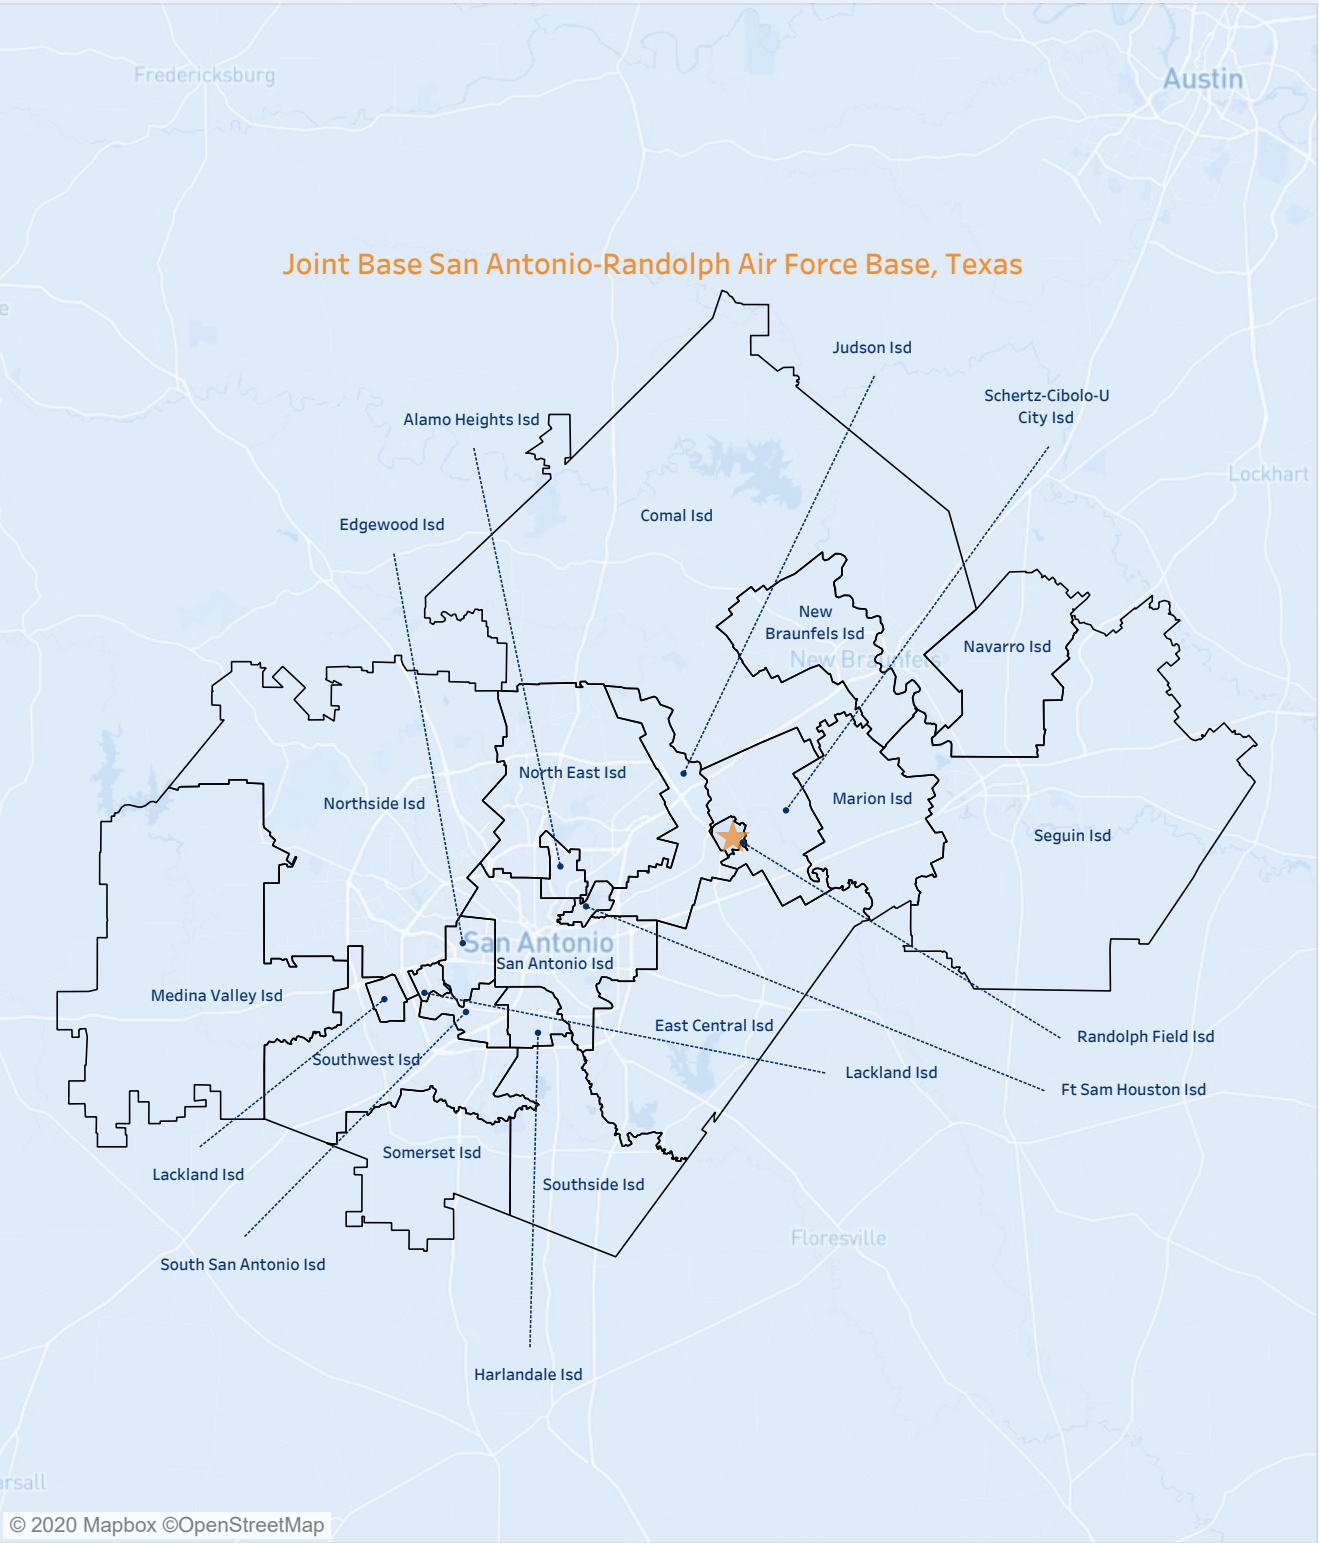 Fredericksburg
Austin
Joint Base San Antonio-Randolph Air Force Base, Texas
Judson Isd
Schertz-Cibolo-U
City Isd
Alamo Heights Isd
Lockhart
Edgewood Isd
Comal Isd
New
Braunfels Isd
Navarro Isd
New Braunfels
North East Isd
Northside Isd
Marion Isd
Seguin Isd
San Antonio
San Antonio Isd
Medina Valley Isd
East Central Isd
Randolph Field Isd
Southwest Isd
Lackland Isd
Ft Sam Houston Isd
Somerset Isd
Lackland Isd
Southside Isd
Floresville
South San Antonio Isd
Harlandale Isd
arsall
© 2020 Mapbox ©OpenStreetMap